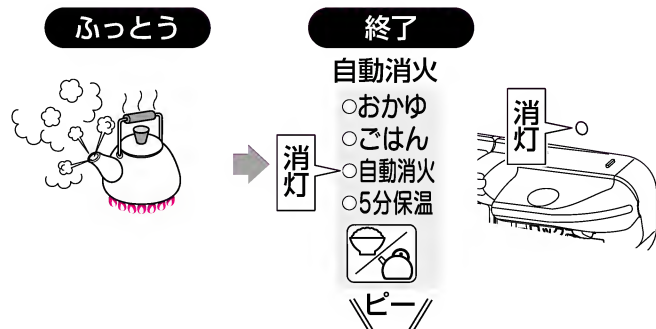 ふっとう
終了
自動消火
○おかゆ
○ごはん
○自動消火
○5分保温
消灯
消灯
ピー